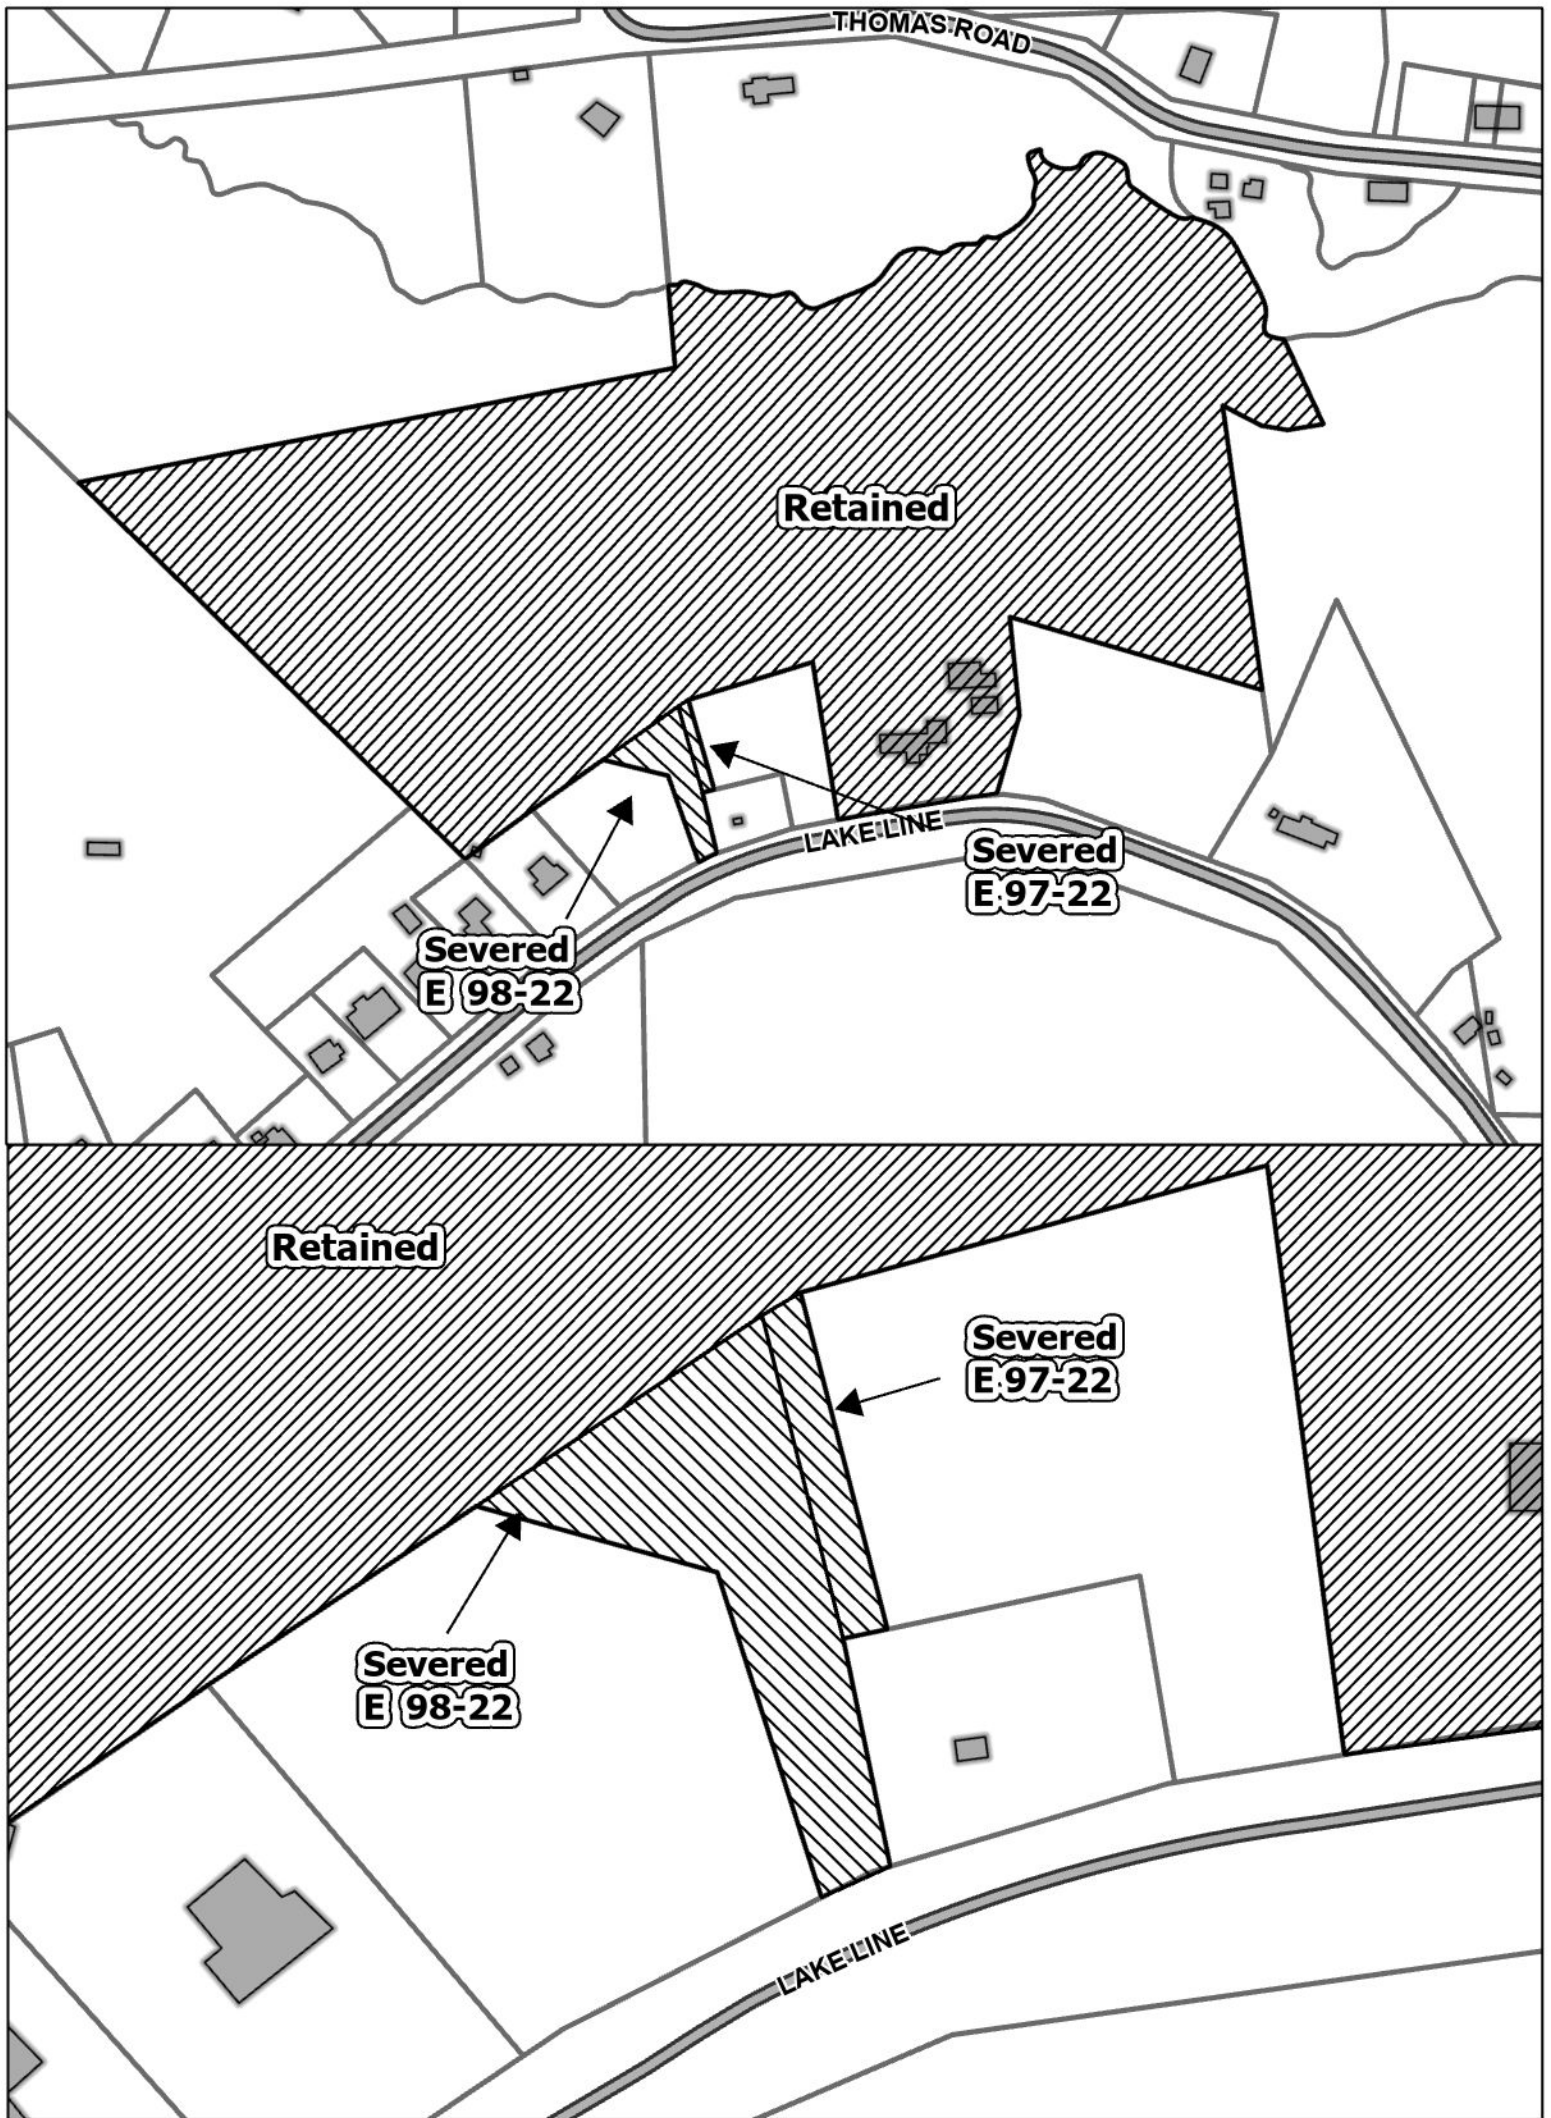 THOMAS ROAD
Retained
LAKE LINE
Severed
E 97-22
Severed
E 98-22
Retained
Severed
E 97-22
Severed
E 98-22
LAKE LINE